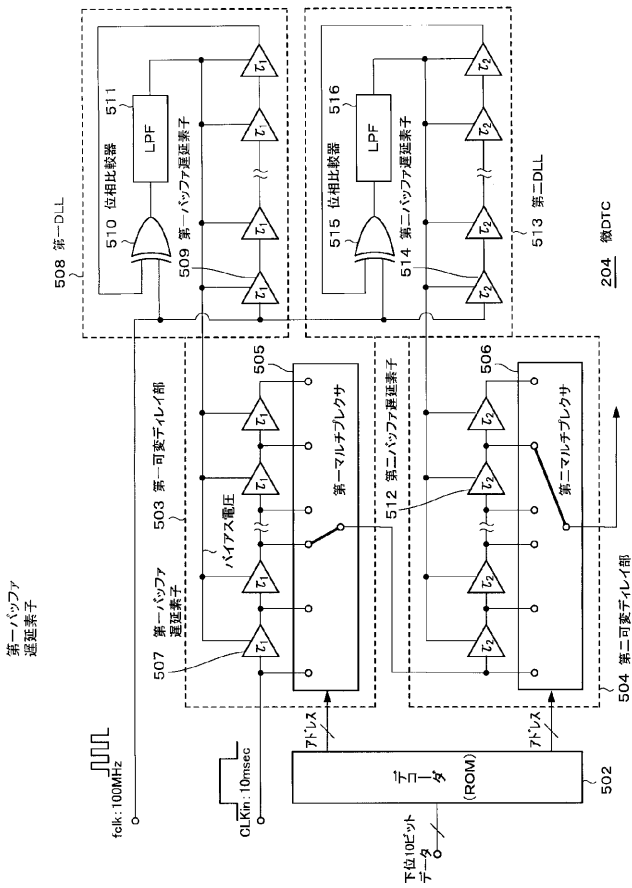 508 第一DLL
511
LPF
510 位相比較器
509 第一バッファ遅延素子
τ1
τ1
τ1
τ1
516
LPF
515 位相比較器
514 第二バッファ遅延素子
τ2
τ2
τ2
τ2
513 第二DLL
204 微DTC
第一バッファ
遅延素子
503 第一可変ディレイ部
バイアス電圧
507 第一バッファ
遅延素子
τ1
τ1
τ1
τ1
505
第一マルチプレクサ
512 第二バッファ遅延素子
τ2
τ2
τ2
τ2
506
第二マルチプレクサ
504 第二可変ディレイ部
fclk:100MHz
CLKin:10msec
アドレス
アドレス
デコーダ
(ROM)
502
下位10ビット
データ